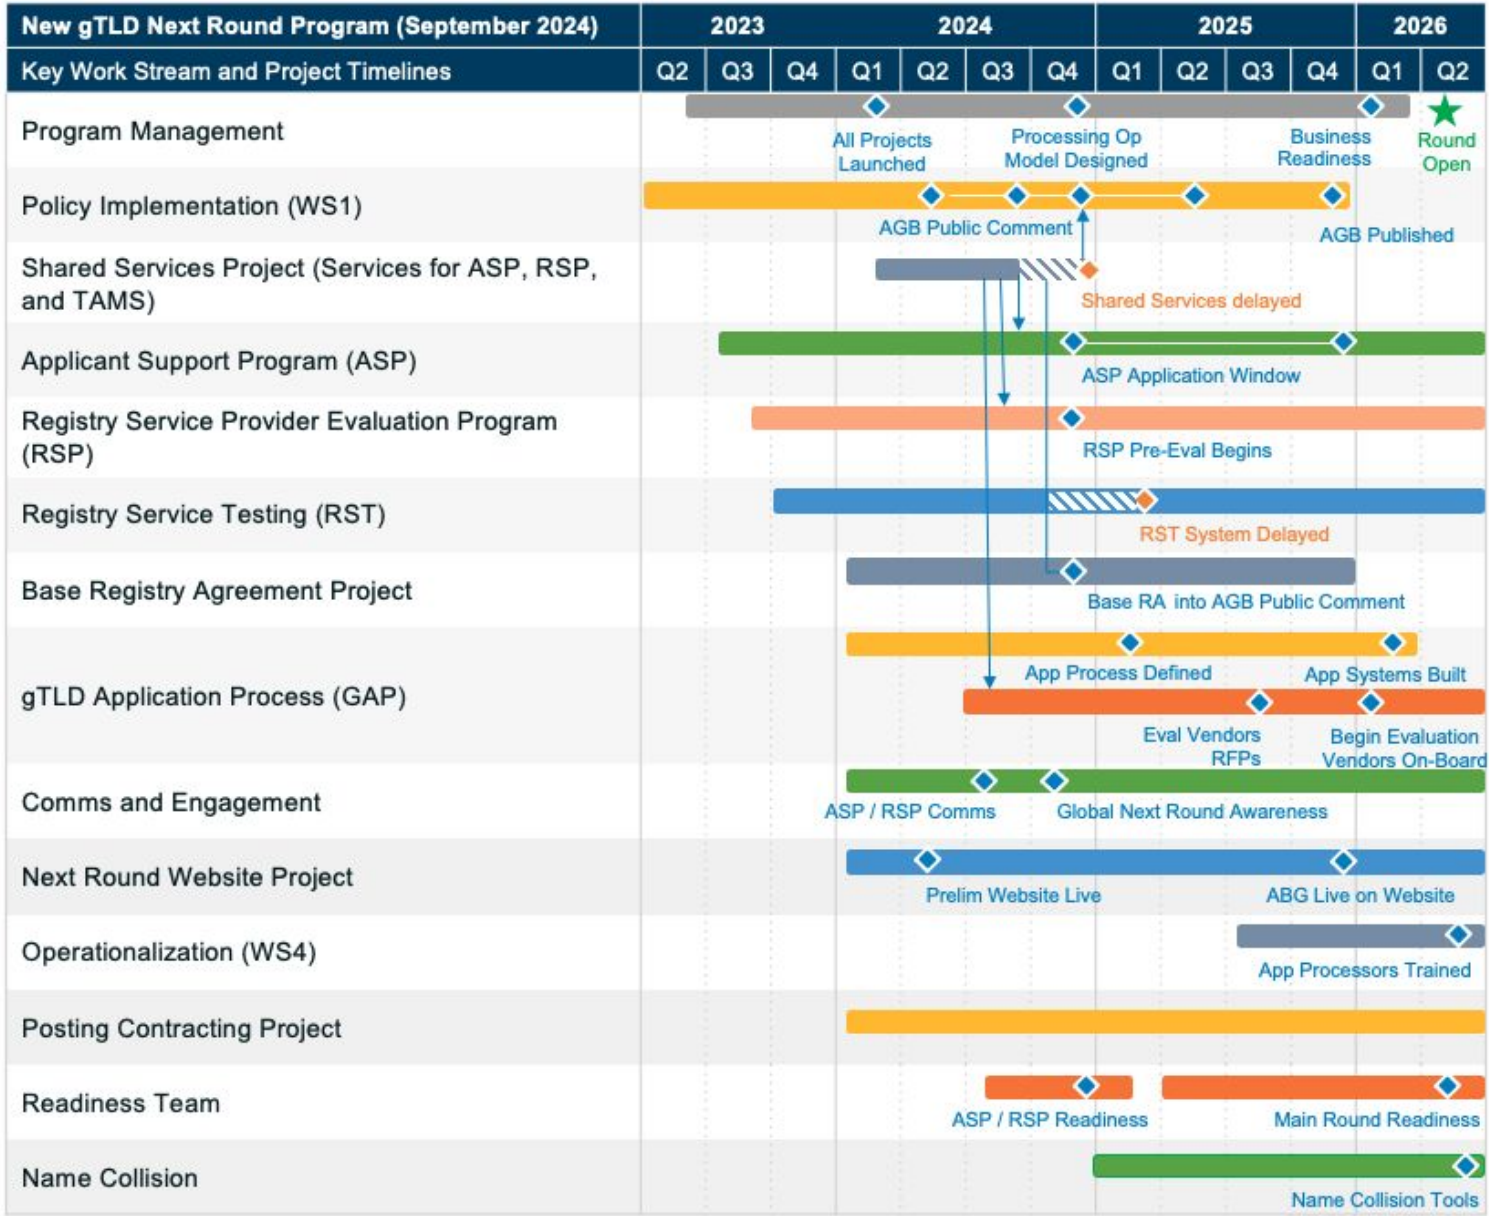 New gTLD Next Round Program (September 2024) 2023 2024 2025 2026
Key Work Stream and Project Timelines Q2 Q3 Q4 Q1 Q2 Q3 Q4 Q1 Q2 Q3 Q4 Q1 Q2
Program Management
All Projects
Launched
Processing Op
Model Designed
Business
Readiness
Round
Open
Policy Implementation (WS1)
AGB Public Comment
AGB Published
Shared Services Project (Services for ASP, RSP,
and TAMS)
Shared Services delayed
Applicant Support Program (ASP)
ASP Application Window
Registry Service Provider Evaluation Program
(RSP)
RSP Pre-Eval Begins
Registry Service Testing (RST)
RST System Delayed
Base Registry Agreement Project
Base RA into AGB Public Comment
gTLD Application Process (GAP)
App Process Defined
App Systems Built
Eval Vendors
RFPs
Begin Evaluation
Vendors On-Board
Comms and Engagement
ASP / RSP Comms
Global Next Round Awareness
Next Round Website Project
Prelim Website Live
ABG Live on Website
Operationalization (WS4)
App Processors Trained
Posting Contracting Project
Readiness Team
ASP / RSP Readiness
Main Round Readiness
Name Collision
Name Collision Tools